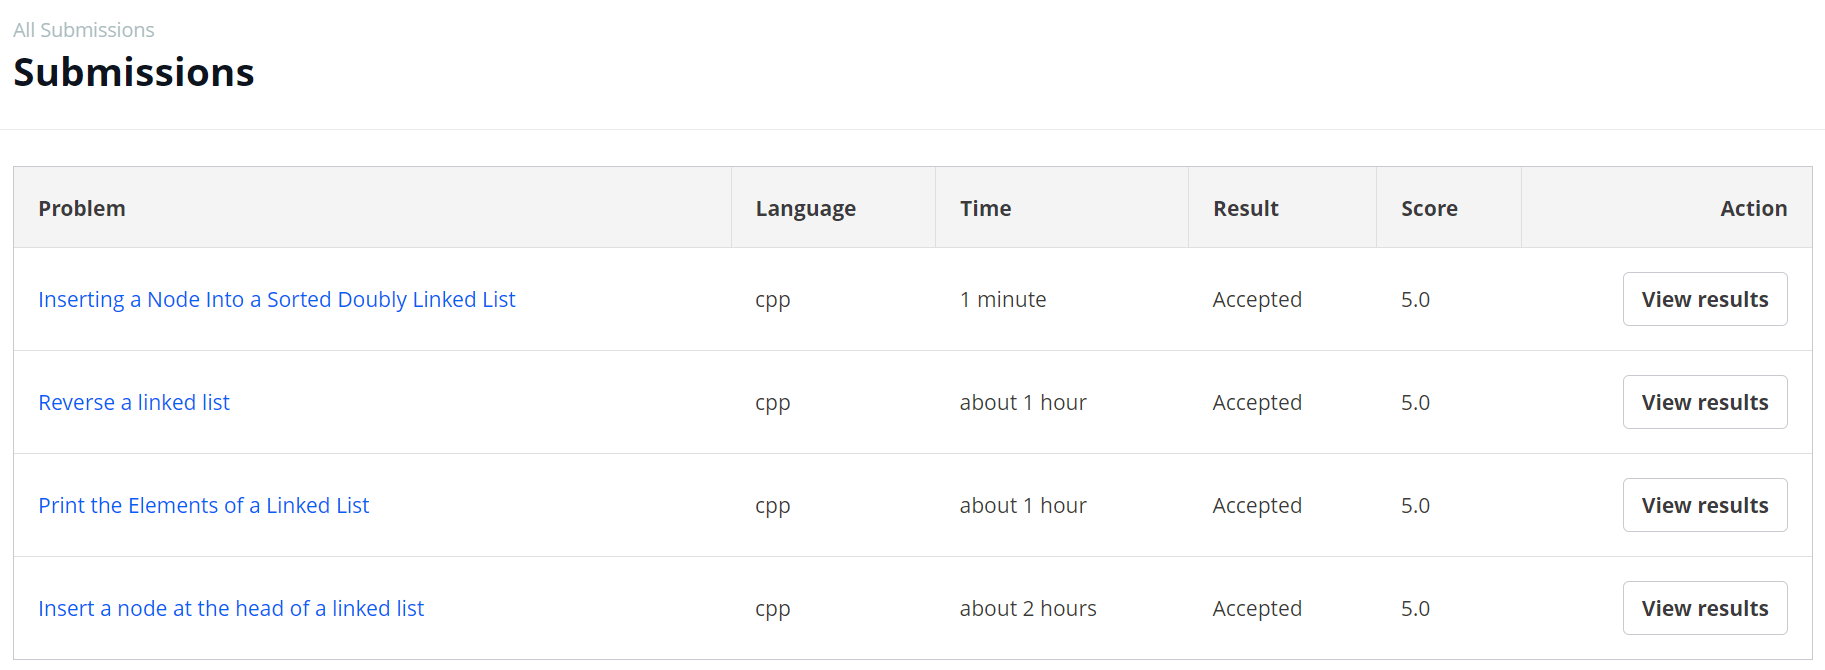 All Submissions
Submissions
Problem Language Time Result Score Action
Inserting a Node Into a Sorted Doubly Linked List cpp 1 minute Accepted 5.0 View results
Reverse a linked list cpp about 1 hour Accepted 5.0 View results
Print the Elements of a Linked List cpp about 1 hour Accepted 5.0 View results
Insert a node at the head of a linked list cpp about 2 hours Accepted 5.0 View results